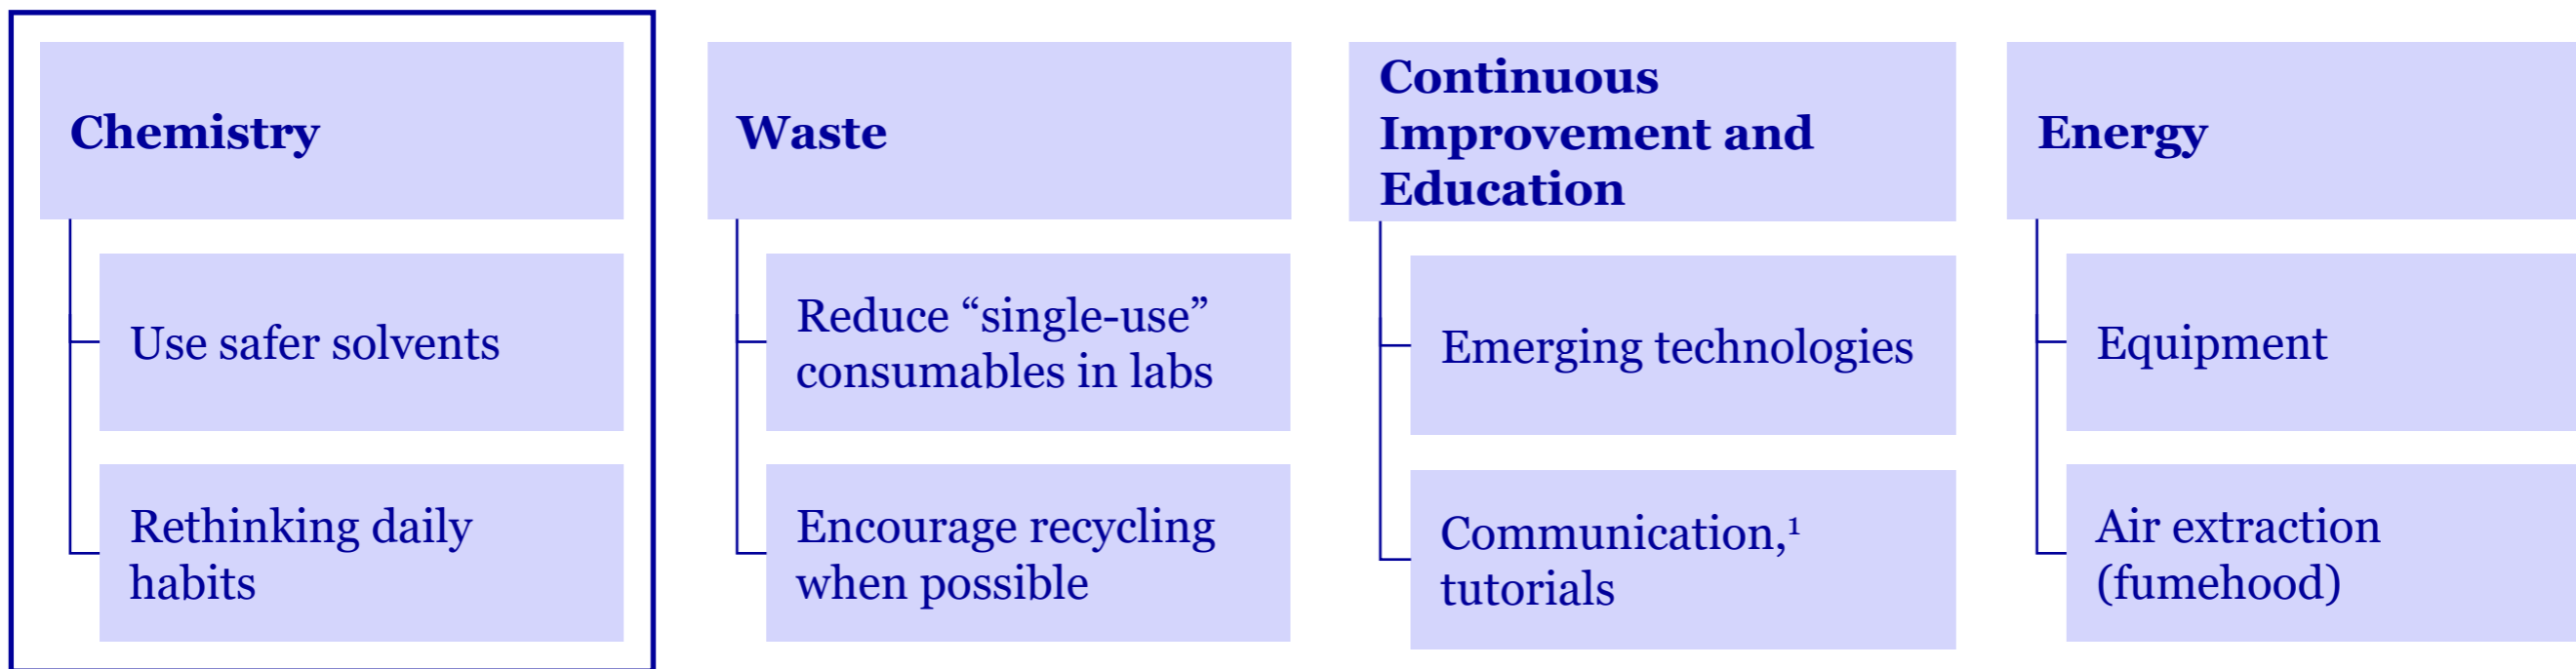 Chemistry
Use safer solvents
Rethinking daily
habits
Waste
Reduce “single-use”
consumables in labs
Encourage recycling
when possible
Continuous
Improvement and
Education
Emerging technologies
Communication,¹
tutorials
Energy
Equipment
Air extraction
(fumehood)